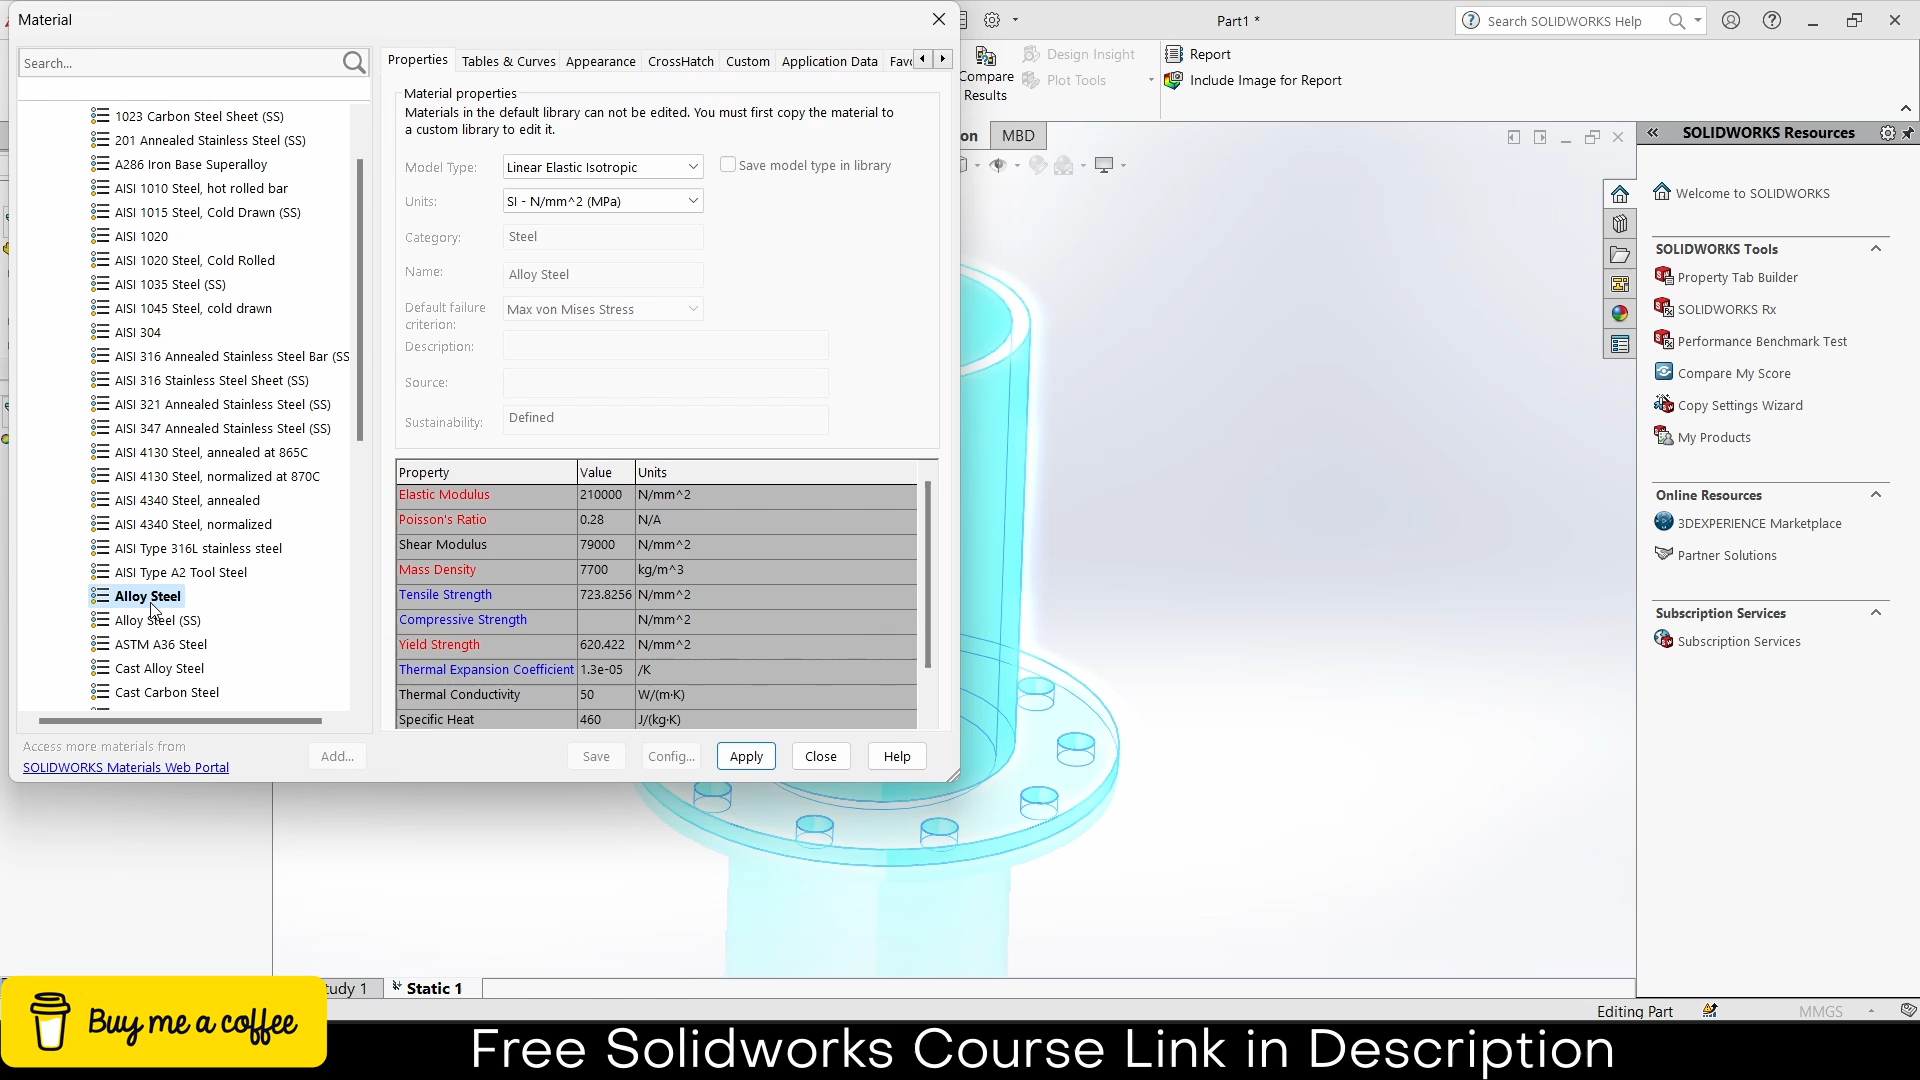 Material
Part1 *
Search SOLIDWORKS Help
Search...
Properties
Tables & Curves
Appearance
CrossHatch
Custom
Application Data
Favo
Compare
Results
Design Insight
Plot Tools
Report
Include Image for Report
on
MBD
SOLIDWORKS Resources
1023 Carbon Steel Sheet (SS)
201 Annealed Stainless Steel (SS)
A286 Iron Base Superalloy
AISI 1010 Steel, hot rolled bar
AISI 1015 Steel, Cold Drawn (SS)
AISI 1020
AISI 1020 Steel, Cold Rolled
AISI 1035 Steel (SS)
AISI 1045 Steel, cold drawn
AISI 304
AISI 316 Annealed Stainless Steel Bar (SS
AISI 316 Stainless Steel Sheet (SS)
AISI 321 Annealed Stainless Steel (SS)
AISI 347 Annealed Stainless Steel (SS)
AISI 4130 Steel, annealed at 865C
AISI 4130 Steel, normalized at 870C
AISI 4340 Steel, annealed
AISI 4340 Steel, normalized
AISI Type 316L stainless steel
AISI Type A2 Tool Steel
Alloy Steel
Alloy Steel (SS)
ASTM A36 Steel
Cast Alloy Steel
Cast Carbon Steel
Access more materials from
SOLIDWORKS Materials Web Portal
Add...
Material properties
Materials in the default library can not be edited. You must first copy the material to
a custom library to edit it.
Model Type: Linear Elastic Isotropic
Save model type in library
Units: SI - N/mm^2 (MPa)
Category: Steel
Name: Alloy Steel
Default failure
criterion: Max von Mises Stress
Description:
Source:
Sustainability: Defined
Property Value Units
Elastic Modulus 210000 N/mm^2
Poisson's Ratio 0.28 N/A
Shear Modulus 79000 N/mm^2
Mass Density 7700 kg/m^3
Tensile Strength 723.8256 N/mm^2
Compressive Strength N/mm^2
Yield Strength 620.422 N/mm^2
Thermal Expansion Coefficient 1.3e-05 /K
Thermal Conductivity 50 W/(m·K)
Specific Heat 460 J/(kg·K)
Save
Config...
Apply
Close
Help
Welcome to SOLIDWORKS
SOLIDWORKS Tools
Property Tab Builder
SOLIDWORKS Rx
Performance Benchmark Test
Compare My Score
Copy Settings Wizard
My Products
Online Resources
3DEXPERIENCE Marketplace
Partner Solutions
Subscription Services
Subscription Services
tudy 1
Static 1
Editing Part
MMGS
Buy me a coffee
Free Solidworks Course Link in Description